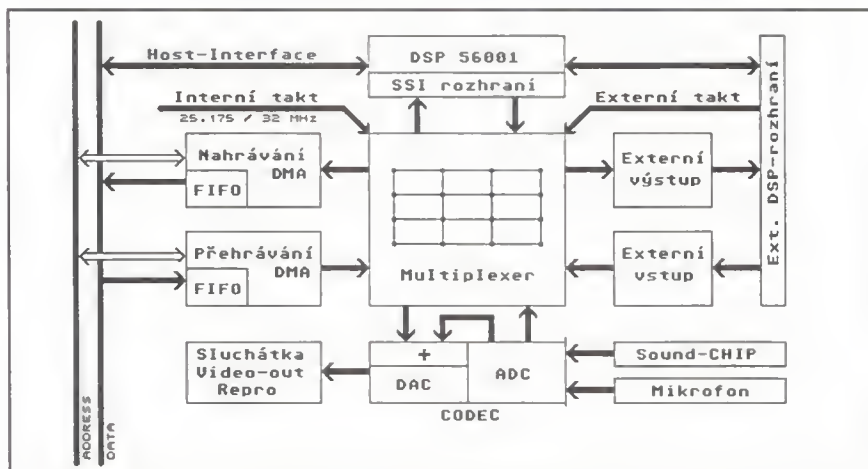 Host-Interface
DSP 56001
SSI rozhraní
Interní takt
25.175 / 32 MHz
Externí takt
Nahrávání
DMA
FIFO
Externí
výstup
Přehrávání
DMA
FIFO
Multiplexer
Externí
vstup
Ext. DSP-rozhraní
Sluchátka
Video-out
Repro
+
DAC
ADC
CODEC
Sound-CHIP
Mikrofon
ADDRESS
DATA